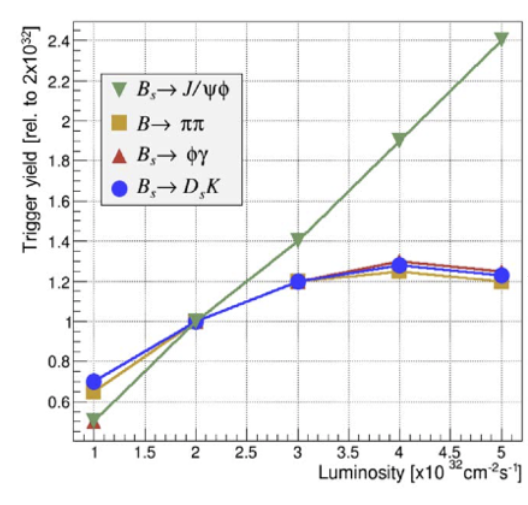 Trigger yield [rel. to 2x10³²]
2.4
2.2
2
1.8
1.6
1.4
1.2
1
0.8
0.6
Bₛ→ J/ψϕ
B→ ππ
Bₛ→ ϕγ
Bₛ→ DₛK
1 1.5 2 2.5 3 3.5 4 4.5 5
Luminosity [x10 ³²cm⁻²s⁻¹]